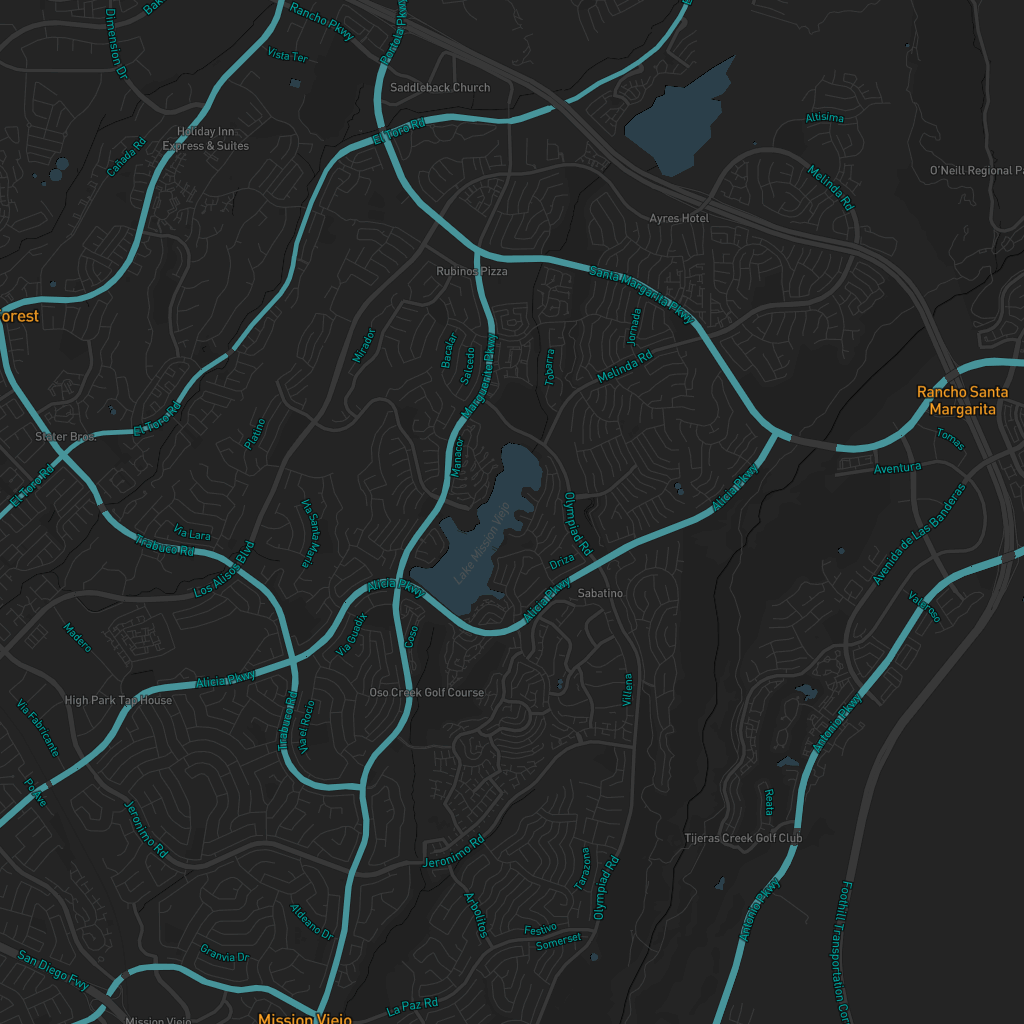 Rancho Pkwy
Dimension Dr
Portola Pkwy
Vista Ter
Saddleback Church
Altisima
El Toro Rd
Holiday Inn
Express & Suites
Cañada Rd
O'Neill Regional Pa
Melinda Rd
Ayres Hotel
Rubinos Pizza
Santa Margarita Pkwy
orest
Jornada
Mirador
Bacalar
Salcedo
Marguerite Pkwy
Tobarra
Melinda Rd
Rancho Santa
Margarita
El Toro Rd
Stater Bros.
Platino
Manacor
Tomas
Aventura
El Toro Rd
Alicia Pkwy
Olympiad Rd
Avenida de Las Banderas
Via Santa Maria
Via Lara
Trabuco Rd
Lake Mission Viejo
Los Alisos Blvd
Driza
Alicia Pkwy
Alicia Pkwy
Sabatino
Valeroso
Via Guadix
Coso
Madero
Alicia Pkwy
High Park Tap House
Oso Creek Golf Course
Villena
Via Fabricante
Trabuco Rd
Via el Rocio
Antonio Pkwy
Po Ave
Reata
Jeronimo Rd
Tijeras Creek Golf Club
Jeronimo Rd
Tarazona
Olympiad Rd
Arbolitos
Antonio Pkwy
Foothill Transportation Cor
Aldeano Dr
Festivo
Somerset
Granvia Dr
San Diego Fwy
La Paz Rd
Mission Viejo
Mission Viejo